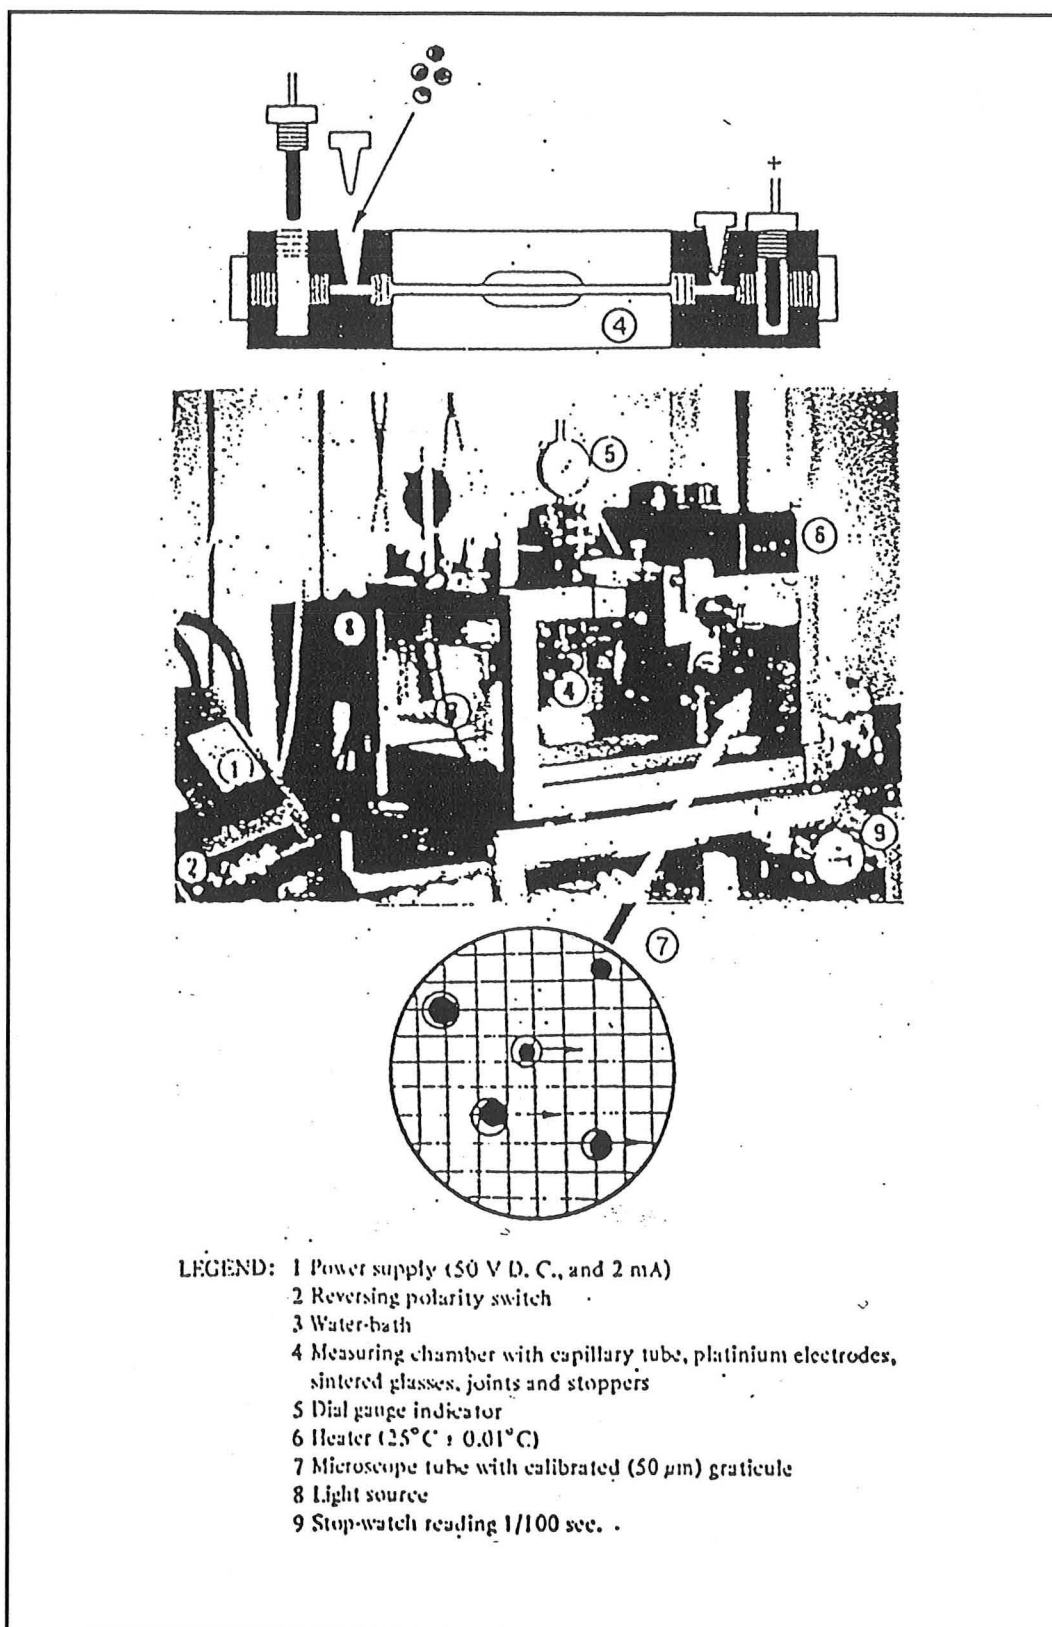 +
4
5
6
8
3
4
1
2
9
7
LEGEND: 1 Power supply (50 V D. C., and 2 mA)
2 Reversing polarity switch
3 Water-bath
4 Measuring chamber with capillary tube, platinium electrodes,
sintered glasses, joints and stoppers
5 Dial gauge indicator
6 Heater (25°C ± 0.01°C)
7 Microscope tube with calibrated (50 µm) graticule
8 Light source
9 Stop-watch reading 1/100 sec.